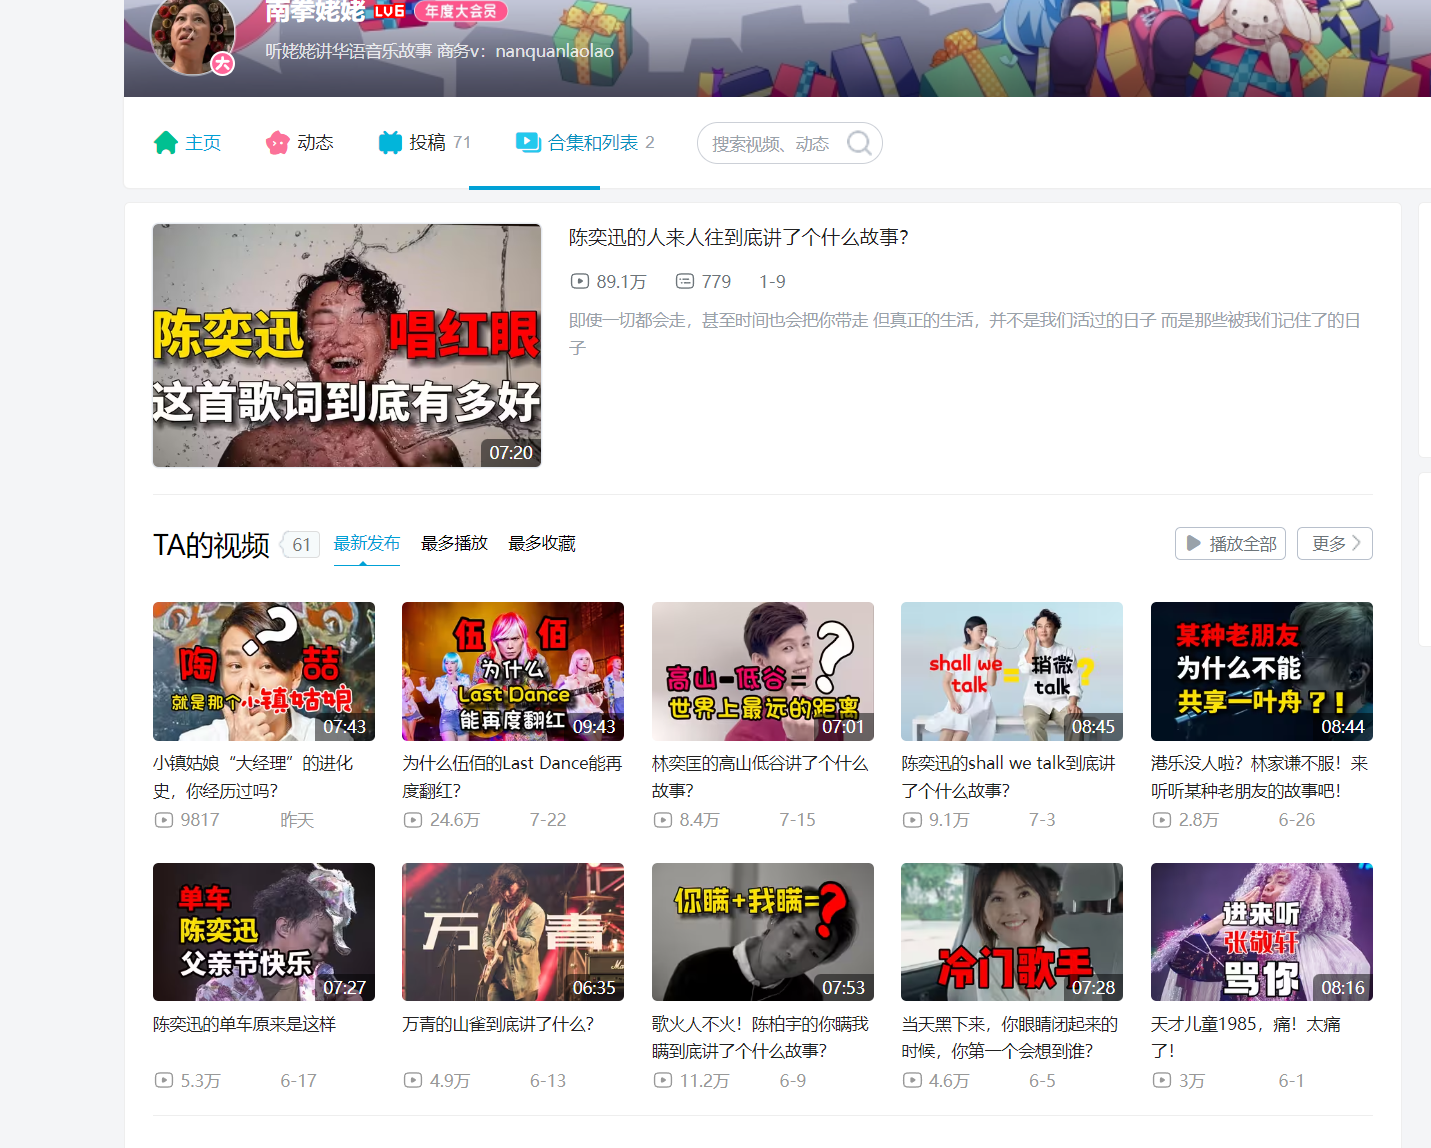 南拳姥姥 LV6 年度大会员
大
听姥姥讲华语音乐故事 商务v：nanquanlaolao
主页 动态 投稿 71 合集和列表 2 搜索视频、动态
陈奕迅 唱红眼
这首歌词到底有多好
07:20
陈奕迅的人来人往到底讲了个什么故事？
89.1万 779 1-9
即使一切都会走，甚至时间也会把你带走 但真正的生活，并不是我们活过的日子 而是那些被我们记住了的日
子
TA的视频 61 最新发布 最多播放 最多收藏 播放全部 更多
陶喆
?
就是那个小镇姑娘
07:43
小镇姑娘“大经理”的进化
史，你经历过吗？
9817 昨天
伍佰
为什么
Last Dance
能再度翻红
09:43
为什么伍佰的Last Dance能再
度翻红？
24.6万 7-22
高山-低谷=?
世界上最远的距离
07:01
林奕匡的高山低谷讲了个什么
故事？
8.4万 7-15
shall we
talk
=
稍微
talk
?
08:45
陈奕迅的shall we talk到底讲
了个什么故事？
9.1万 7-3
某种老朋友
为什么不能
共享一叶舟？！
08:44
港乐没人啦？林家谦不服！来
听听某种老朋友的故事吧！
2.8万 6-26
单车
陈奕迅
父亲节快乐
07:27
陈奕迅的单车原来是这样
5.3万 6-17
万青
06:35
万青的山雀到底讲了什么？
4.9万 6-13
你瞒+我瞒=?
07:53
歌火人不火！陈柏宇的你瞒我
瞒到底讲了个什么故事？
11.2万 6-9
冷门歌手
07:28
当天黑下来，你眼睛闭起来的
时候，你第一个会想到谁？
4.6万 6-5
进来听
张敬轩
骂你
08:16
天才儿童1985，痛！太痛
了！
3万 6-1